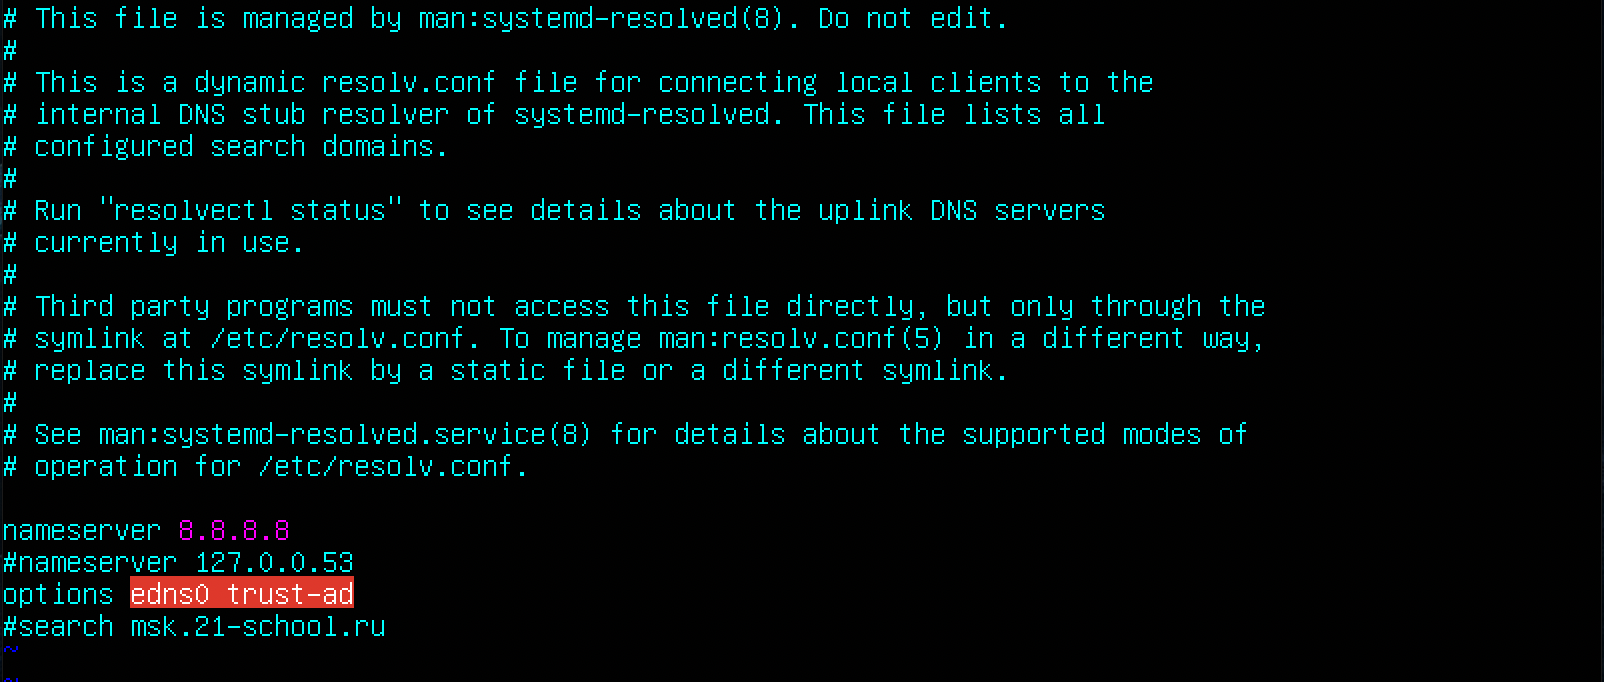 # This file is managed by man:systemd-resolved(8). Do not edit.
#
# This is a dynamic resolv.conf file for connecting local clients to the
# internal DNS stub resolver of systemd-resolved. This file lists all
# configured search domains.
#
# Run "resolvectl status" to see details about the uplink DNS servers
# currently in use.
#
# Third party programs must not access this file directly, but only through the
# symlink at /etc/resolv.conf. To manage man:resolv.conf(5) in a different way,
# replace this symlink by a static file or a different symlink.
#
# See man:systemd-resolved.service(8) for details about the supported modes of
# operation for /etc/resolv.conf.

nameserver 8.8.8.8
#nameserver 127.0.0.53
options edns0 trust-ad
#search msk.21-school.ru
~
~